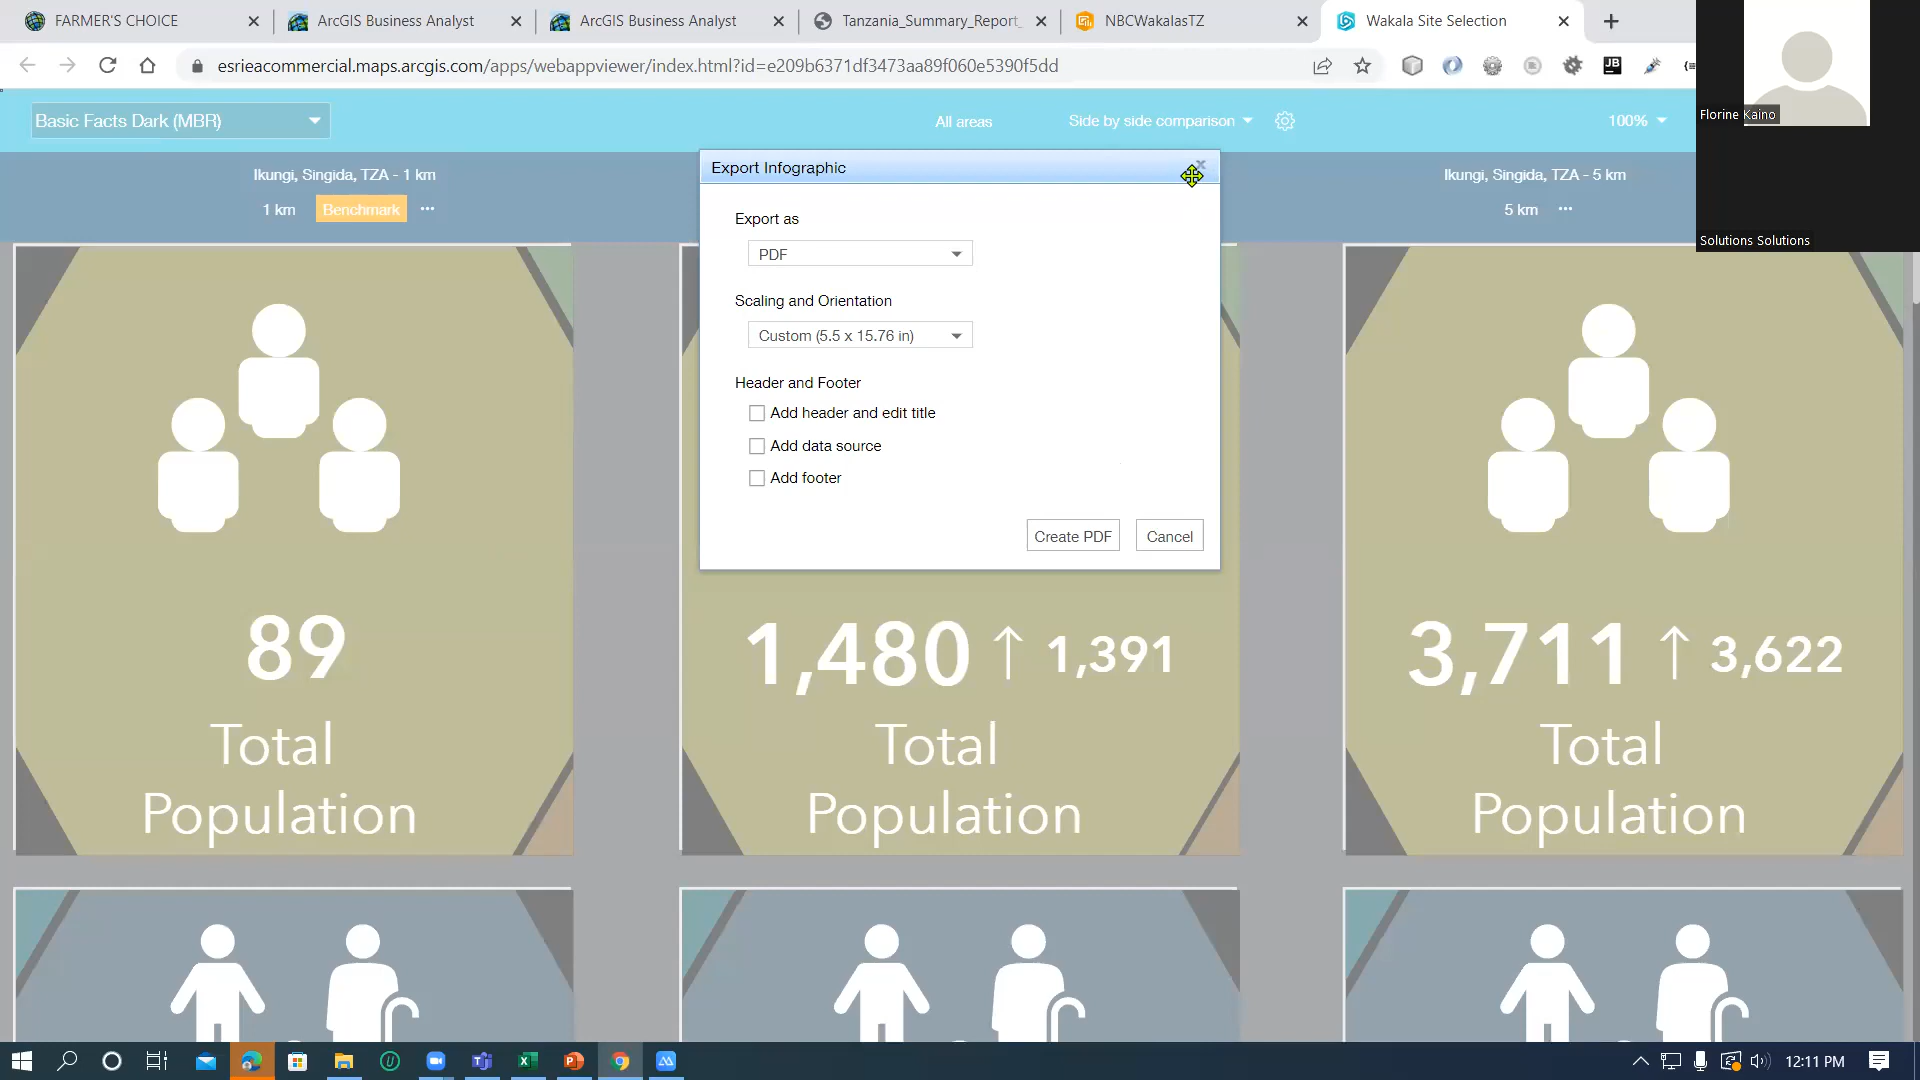 FARMER'S CHOICE
ArcGIS Business Analyst
ArcGIS Business Analyst
Tanzania_Summary_Report_
NBCWakalasTZ
Wakala Site Selection
esrieacommercial.maps.arcgis.com/apps/webappviewer/index.html?id=e209b6371df3473aa89f060e5390f5dd
Florine Kaino
Solutions Solutions
Basic Facts Dark (MBR)
All areas
Side by side comparison
100%
Ikungi, Singida, TZA - 1 km
1 km
Benchmark
Ikungi, Singida, TZA - 5 km
5 km
Export Infographic
Export as
PDF
Scaling and Orientation
Custom (5.5 x 15.76 in)
Header and Footer
Add header and edit title
Add data source
Add footer
Create PDF
Cancel
89
Total
Population
1,480 ↑ 1,391
Total
Population
3,711 ↑ 3,622
Total
Population
12:11 PM